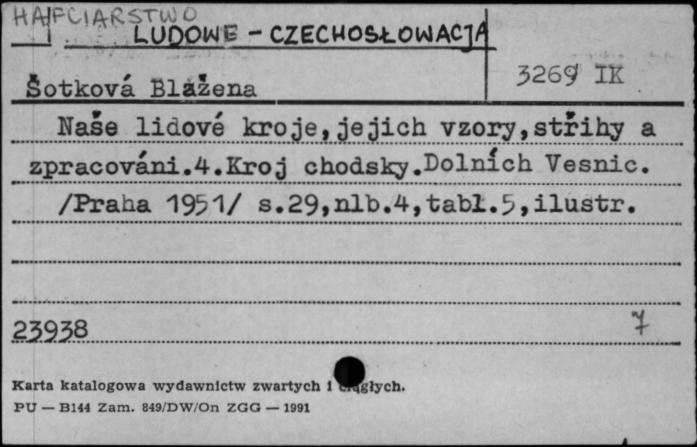 HAFCIARSTWO
LUDOWE - CZECHOSŁOWACJA
Šotková Blažena 3269 IK
Naše lidové kroje,jejich vzory,střihy a
zpracováni.4.Kroj chodsky.Dolních Vesnic.
/Praha 1951/ s.29,nlb.4,tabl.5,ilustr.
23938 7
Karta katalogowa wydawnictw zwartych i ciągłych.
PU — B144 Zam. 849/DW/On ZGG — 1991